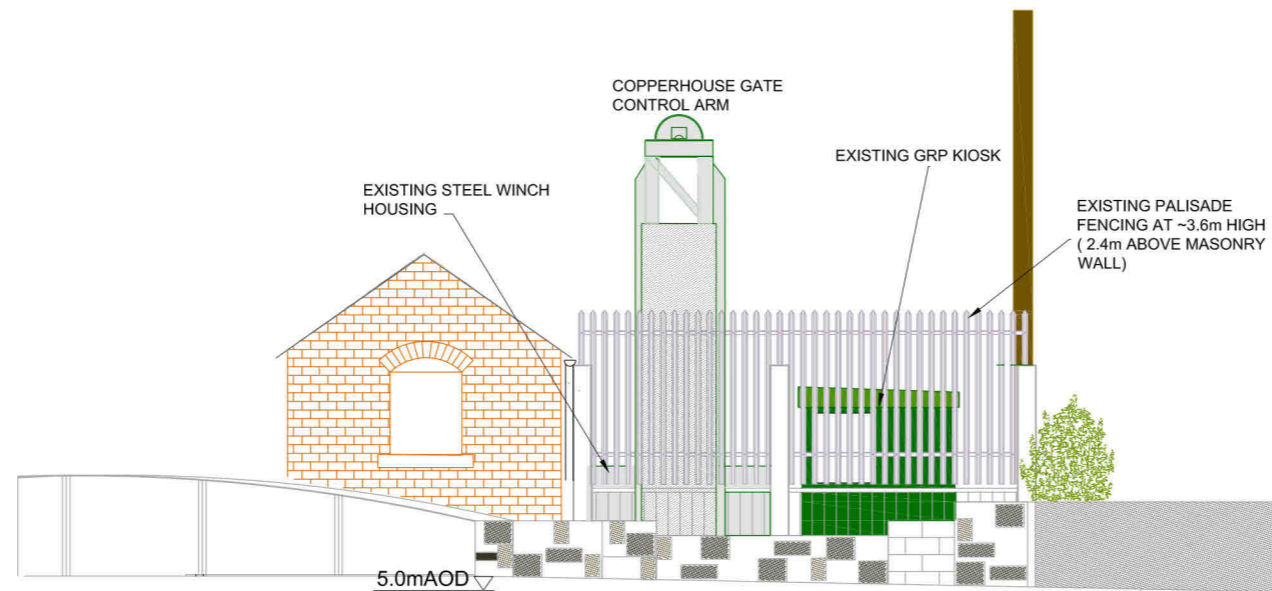 COPPERHOUSE GATE
CONTROL ARM
EXISTING GRP KIOSK
EXISTING STEEL WINCH
HOUSING
EXISTING PALISADE
FENCING AT ~3.6m HIGH
( 2.4m ABOVE MASONRY
WALL)
5.0mAOD